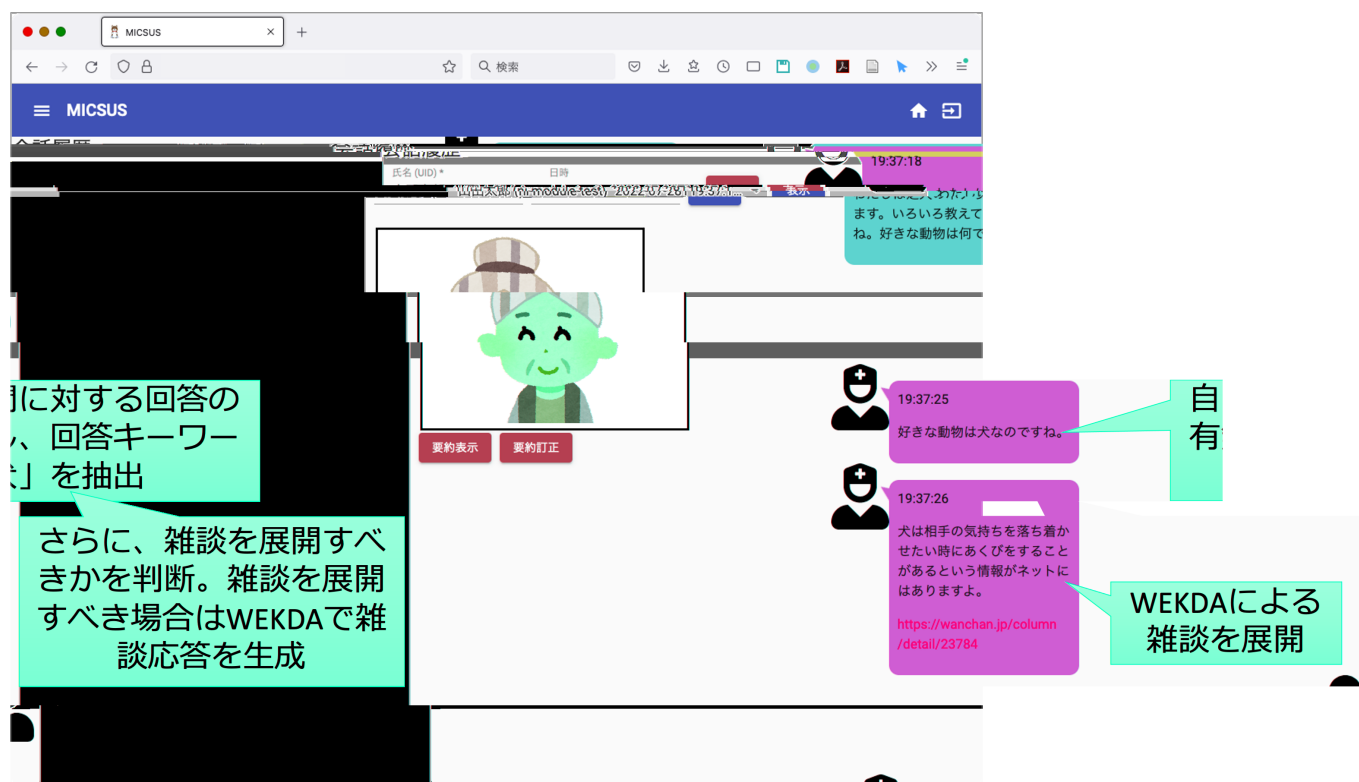 MICSUS
検索
MICSUS
会話履歴
氏名 (UID) *
日時
表示
19:37:18
ます。いろいろ教えて
ね。好きな動物は何で
要約表示
要約訂正
19:37:25
好きな動物は犬なのですね。
19:37:26
犬は相手の気持ちを落ち着か
せたい時にあくびをすること
があるという情報がネットに
はありますよ。
https://wanchan.jp/column
/detail/23784
に対する回答の
、回答キーワー
」を抽出
さらに、雑談を展開すべ
きかを判断。雑談を展開
すべき場合はWEKDAで雑
談応答を生成
自
有
WEKDAによる
雑談を展開